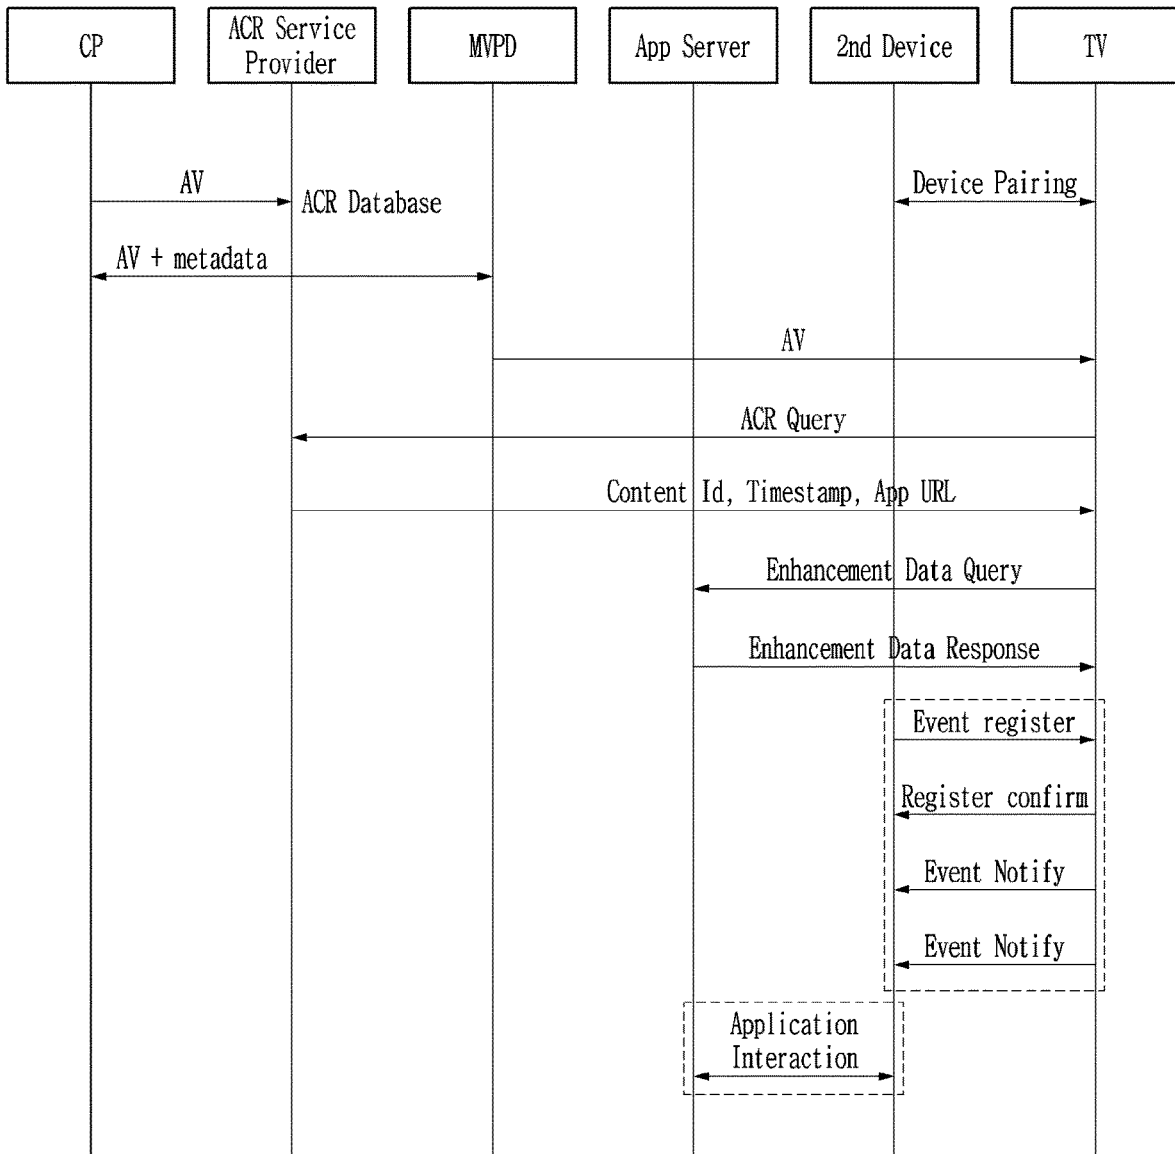 CP
ACR Service
Provider
MVPD
App Server
2nd Device
TV
AV
ACR Database
Device Pairing
AV + metadata
AV
ACR Query
Content Id, Timestamp, App URL
Enhancement Data Query
Enhancement Data Response
Event register
Register confirm
Event Notify
Event Notify
Application
Interaction